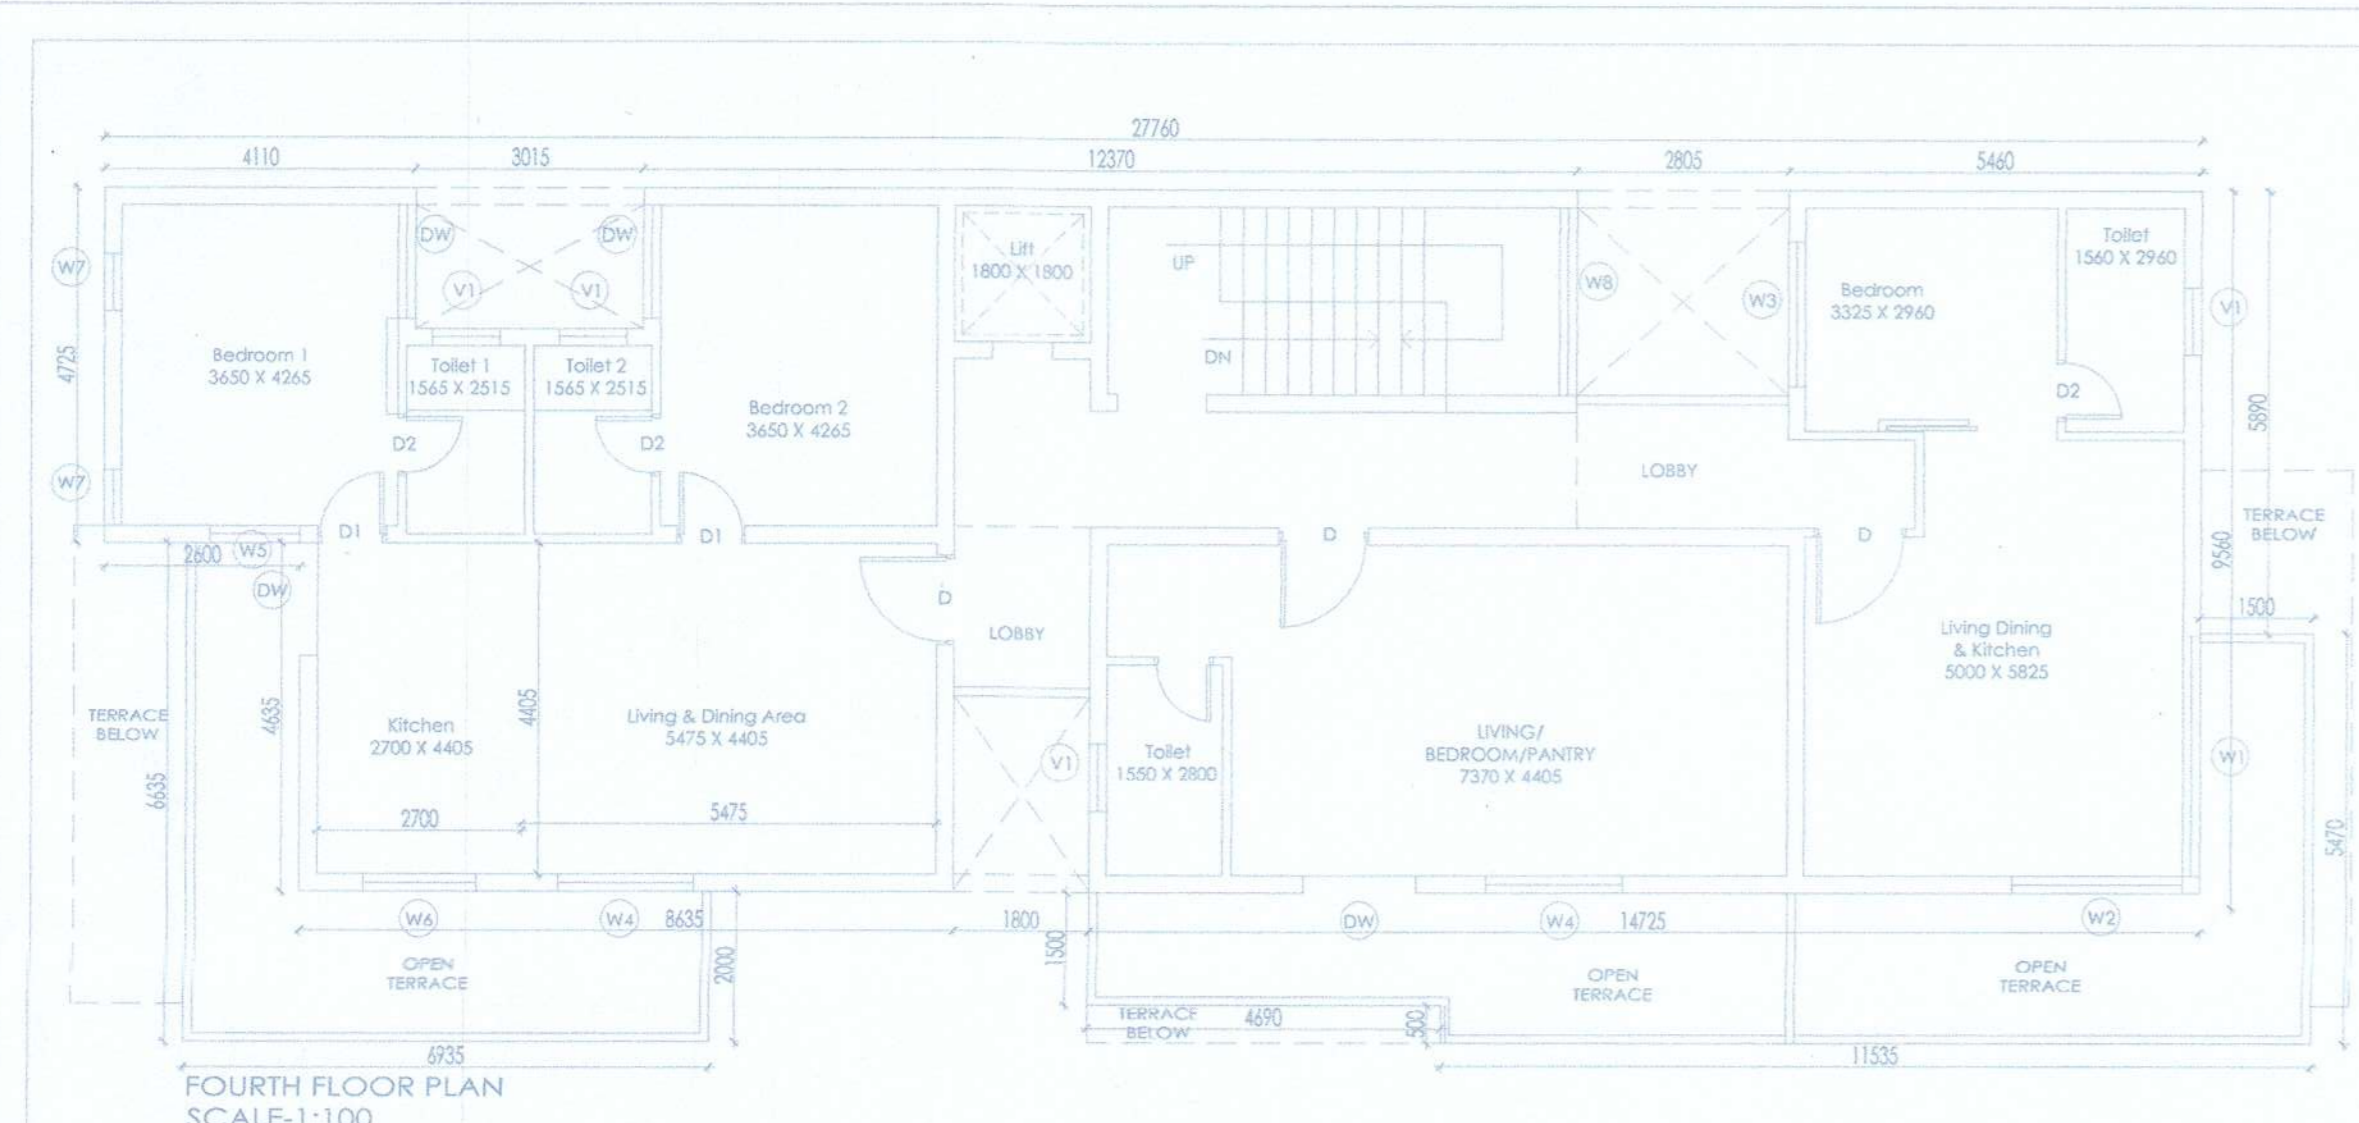 27760
4110
3015
12370
2805
5460
DW
DW
V1
V1
W7
W7
4725
Bedroom 1
3650 X 4265
Toilet 1
1565 X 2515
Toilet 2
1565 X 2515
D2
D2
Bedroom 2
3650 X 4265
Lift
1800 X 1800
UP
DN
W8
W3
Bedroom
3325 X 2960
Toilet
1560 X 2960
V1
D2
5890
LOBBY
D1
D1
D
D
D
2600
W5
DW
LOBBY
TERRACE
BELOW
9560
1500
Living Dining
& Kitchen
5000 X 5825
TERRACE
BELOW
6635
4635
Kitchen
2700 X 4405
4405
Living & Dining Area
5475 X 4405
V1
Toilet
1550 X 2800
LIVING/
BEDROOM/PANTRY
7370 X 4405
W1
5470
2700
5475
W6
W4
8635
1800
DW
W4
14725
W2
2000
1500
OPEN
TERRACE
OPEN
TERRACE
OPEN
TERRACE
TERRACE
BELOW
4690
500
6935
11535
FOURTH FLOOR PLAN
SCALE-1:100